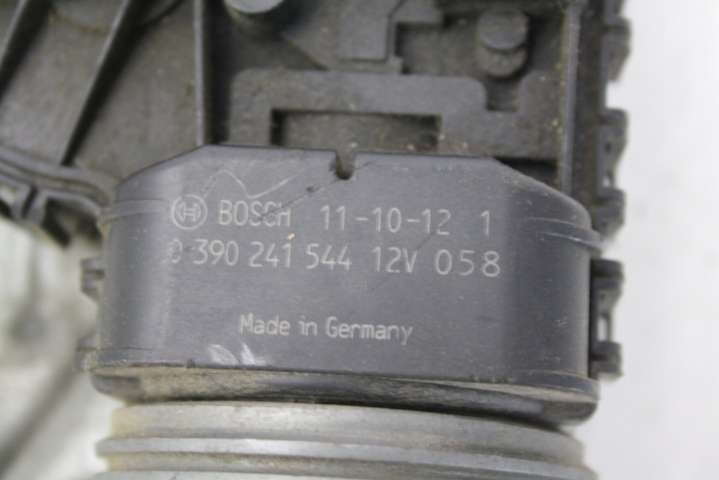 BOSCH 11-10-12 1
0 390 241 544 12V 058
Made in Germany